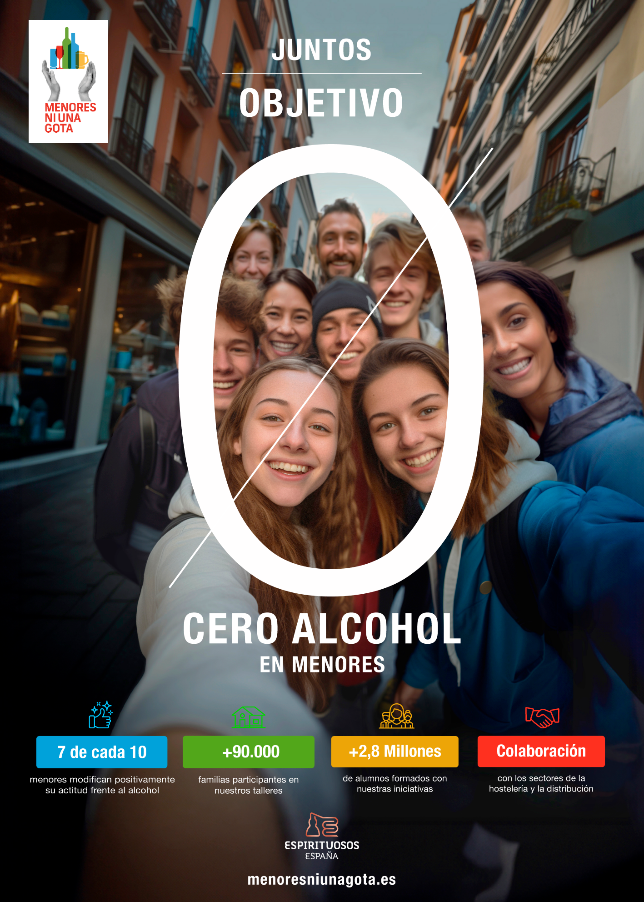 MENORES
NI UNA
GOTA
JUNTOS
OBJETIVO
0
CERO ALCOHOL
EN MENORES
7 de cada 10
menores modifican positivamente
su actitud frente al alcohol
+90.000
familias participantes en
nuestros talleres
+2,8 Millones
de alumnos formados con
nuestras iniciativas
Colaboración
con los sectores de la
hostelería y la distribución
ESPIRITUOSOS
ESPAÑA
menoresniunagota.es